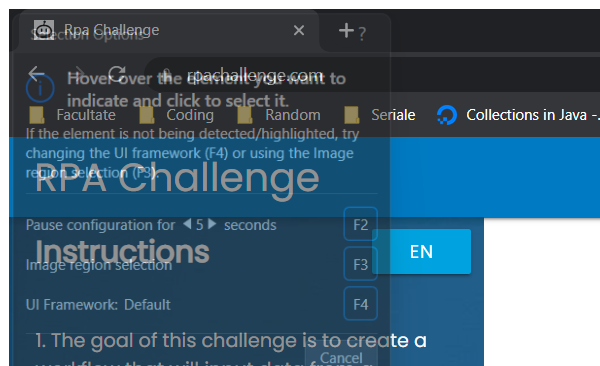 Selection Options
Rpa Challenge
?
rpachallenge.com
Hover over the element you want to
indicate and click to select it.
Facultate
Coding
Random
Seriale
Collections in Java -
If the element is not being detected/highlighted, try
changing the UI framework (F4) or using the Image
region selection (F3).
RPA Challenge
Pause configuration for 5 seconds
F2
Instructions
EN
Image region selection
F3
UI Framework: Default
F4
1. The goal of this challenge is to create a
Cancel
workflow that will input data from a